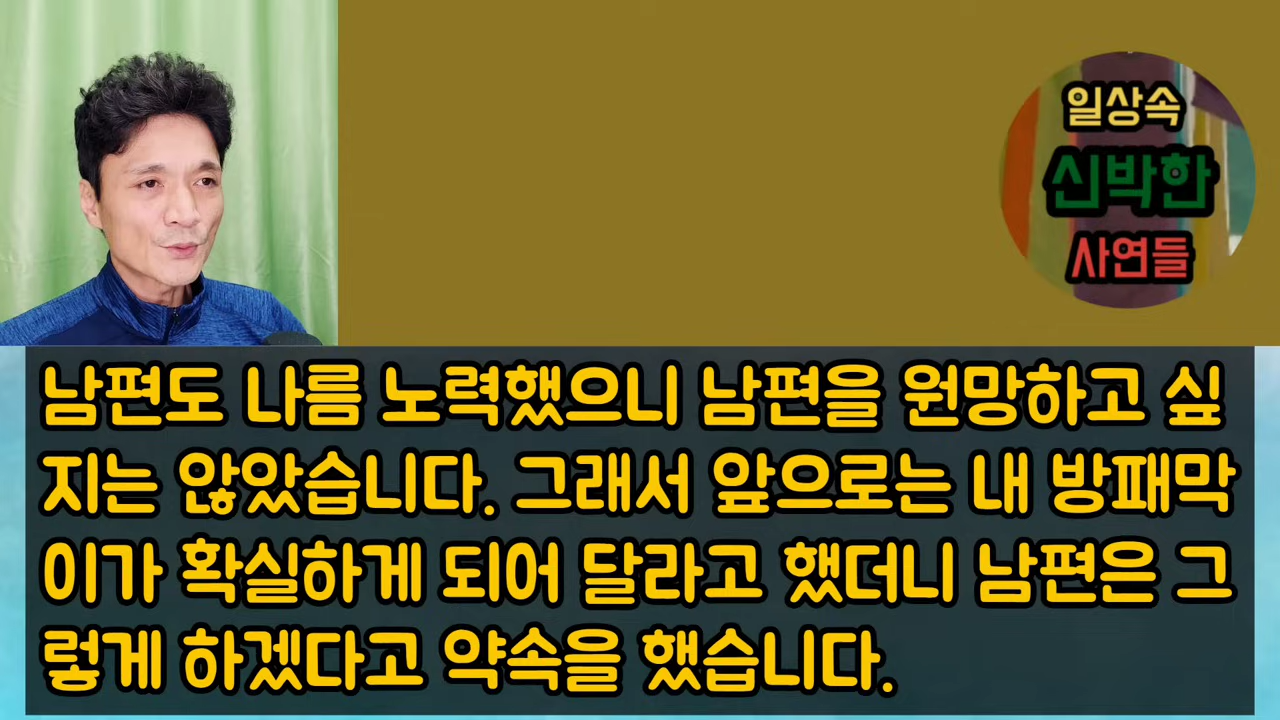 일상속
신박한
사연들
남편도 나름 노력했으니 남편을 원망하고 싶
지는 않았습니다. 그래서 앞으로는 내 방패막
이가 확실하게 되어 달라고 했더니 남편은 그
렇게 하겠다고 약속을 했습니다.